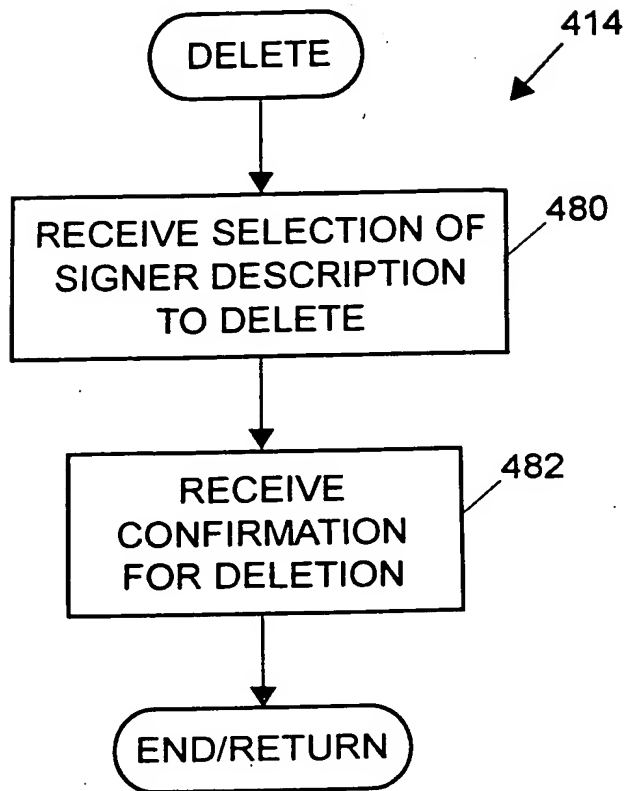 DELETE
414
RECEIVE SELECTION OF
SIGNER DESCRIPTION
TO DELETE
480
RECEIVE
CONFIRMATION
FOR DELETION
482
END/RETURN